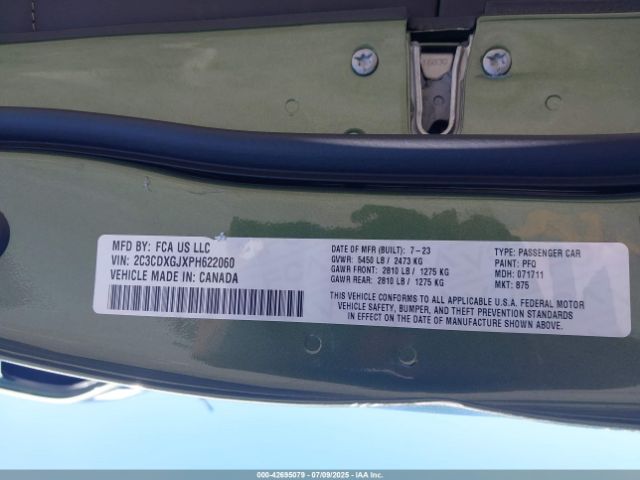 MFD BY: FCA US LLC
VIN: 2C3CDXGJXPH622060
VEHICLE MADE IN: CANADA
DATE OF MFR (BUILT): 7-23
GVWR: 5450 LB / 2473 KG
GAWR FRONT: 2810 LB / 1275 KG
GAWR REAR: 2810 LB / 1275 KG
TYPE: PASSENGER CAR
PAINT: PFQ
MDH: 071711
MKT: 875
THIS VEHICLE CONFORMS TO ALL APPLICABLE U.S.A. FEDERAL MOTOR
VEHICLE SAFETY, BUMPER, AND THEFT PREVENTION STANDARDS
IN EFFECT ON THE DATE OF MANUFACTURE SHOWN ABOVE.
000-42695079 - 07/09/2025 - IAAI.COM